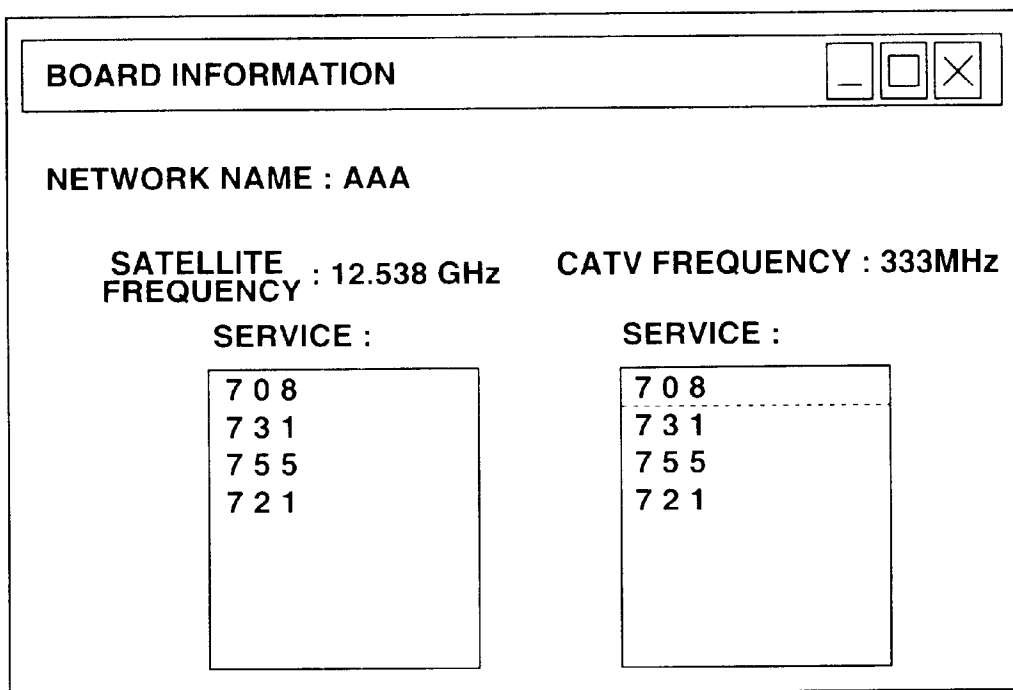 BOARD INFORMATION
NETWORK NAME : AAA
SATELLITE FREQUENCY : 12.538 GHz
SERVICE :
7 0 8
7 3 1
7 5 5
7 2 1
CATV FREQUENCY : 333MHz
SERVICE :
7 0 8
7 3 1
7 5 5
7 2 1